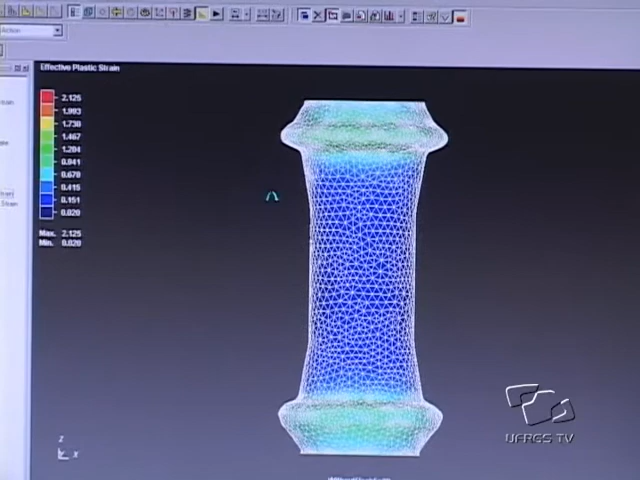 Action
Effective Plastic Strain
2.125
1.993
1.730
1.467
1.204
0.941
0.678
0.415
0.151
0.020
Max. 2.125
Min. 0.020
Strain
Z
X
UFRGS TV